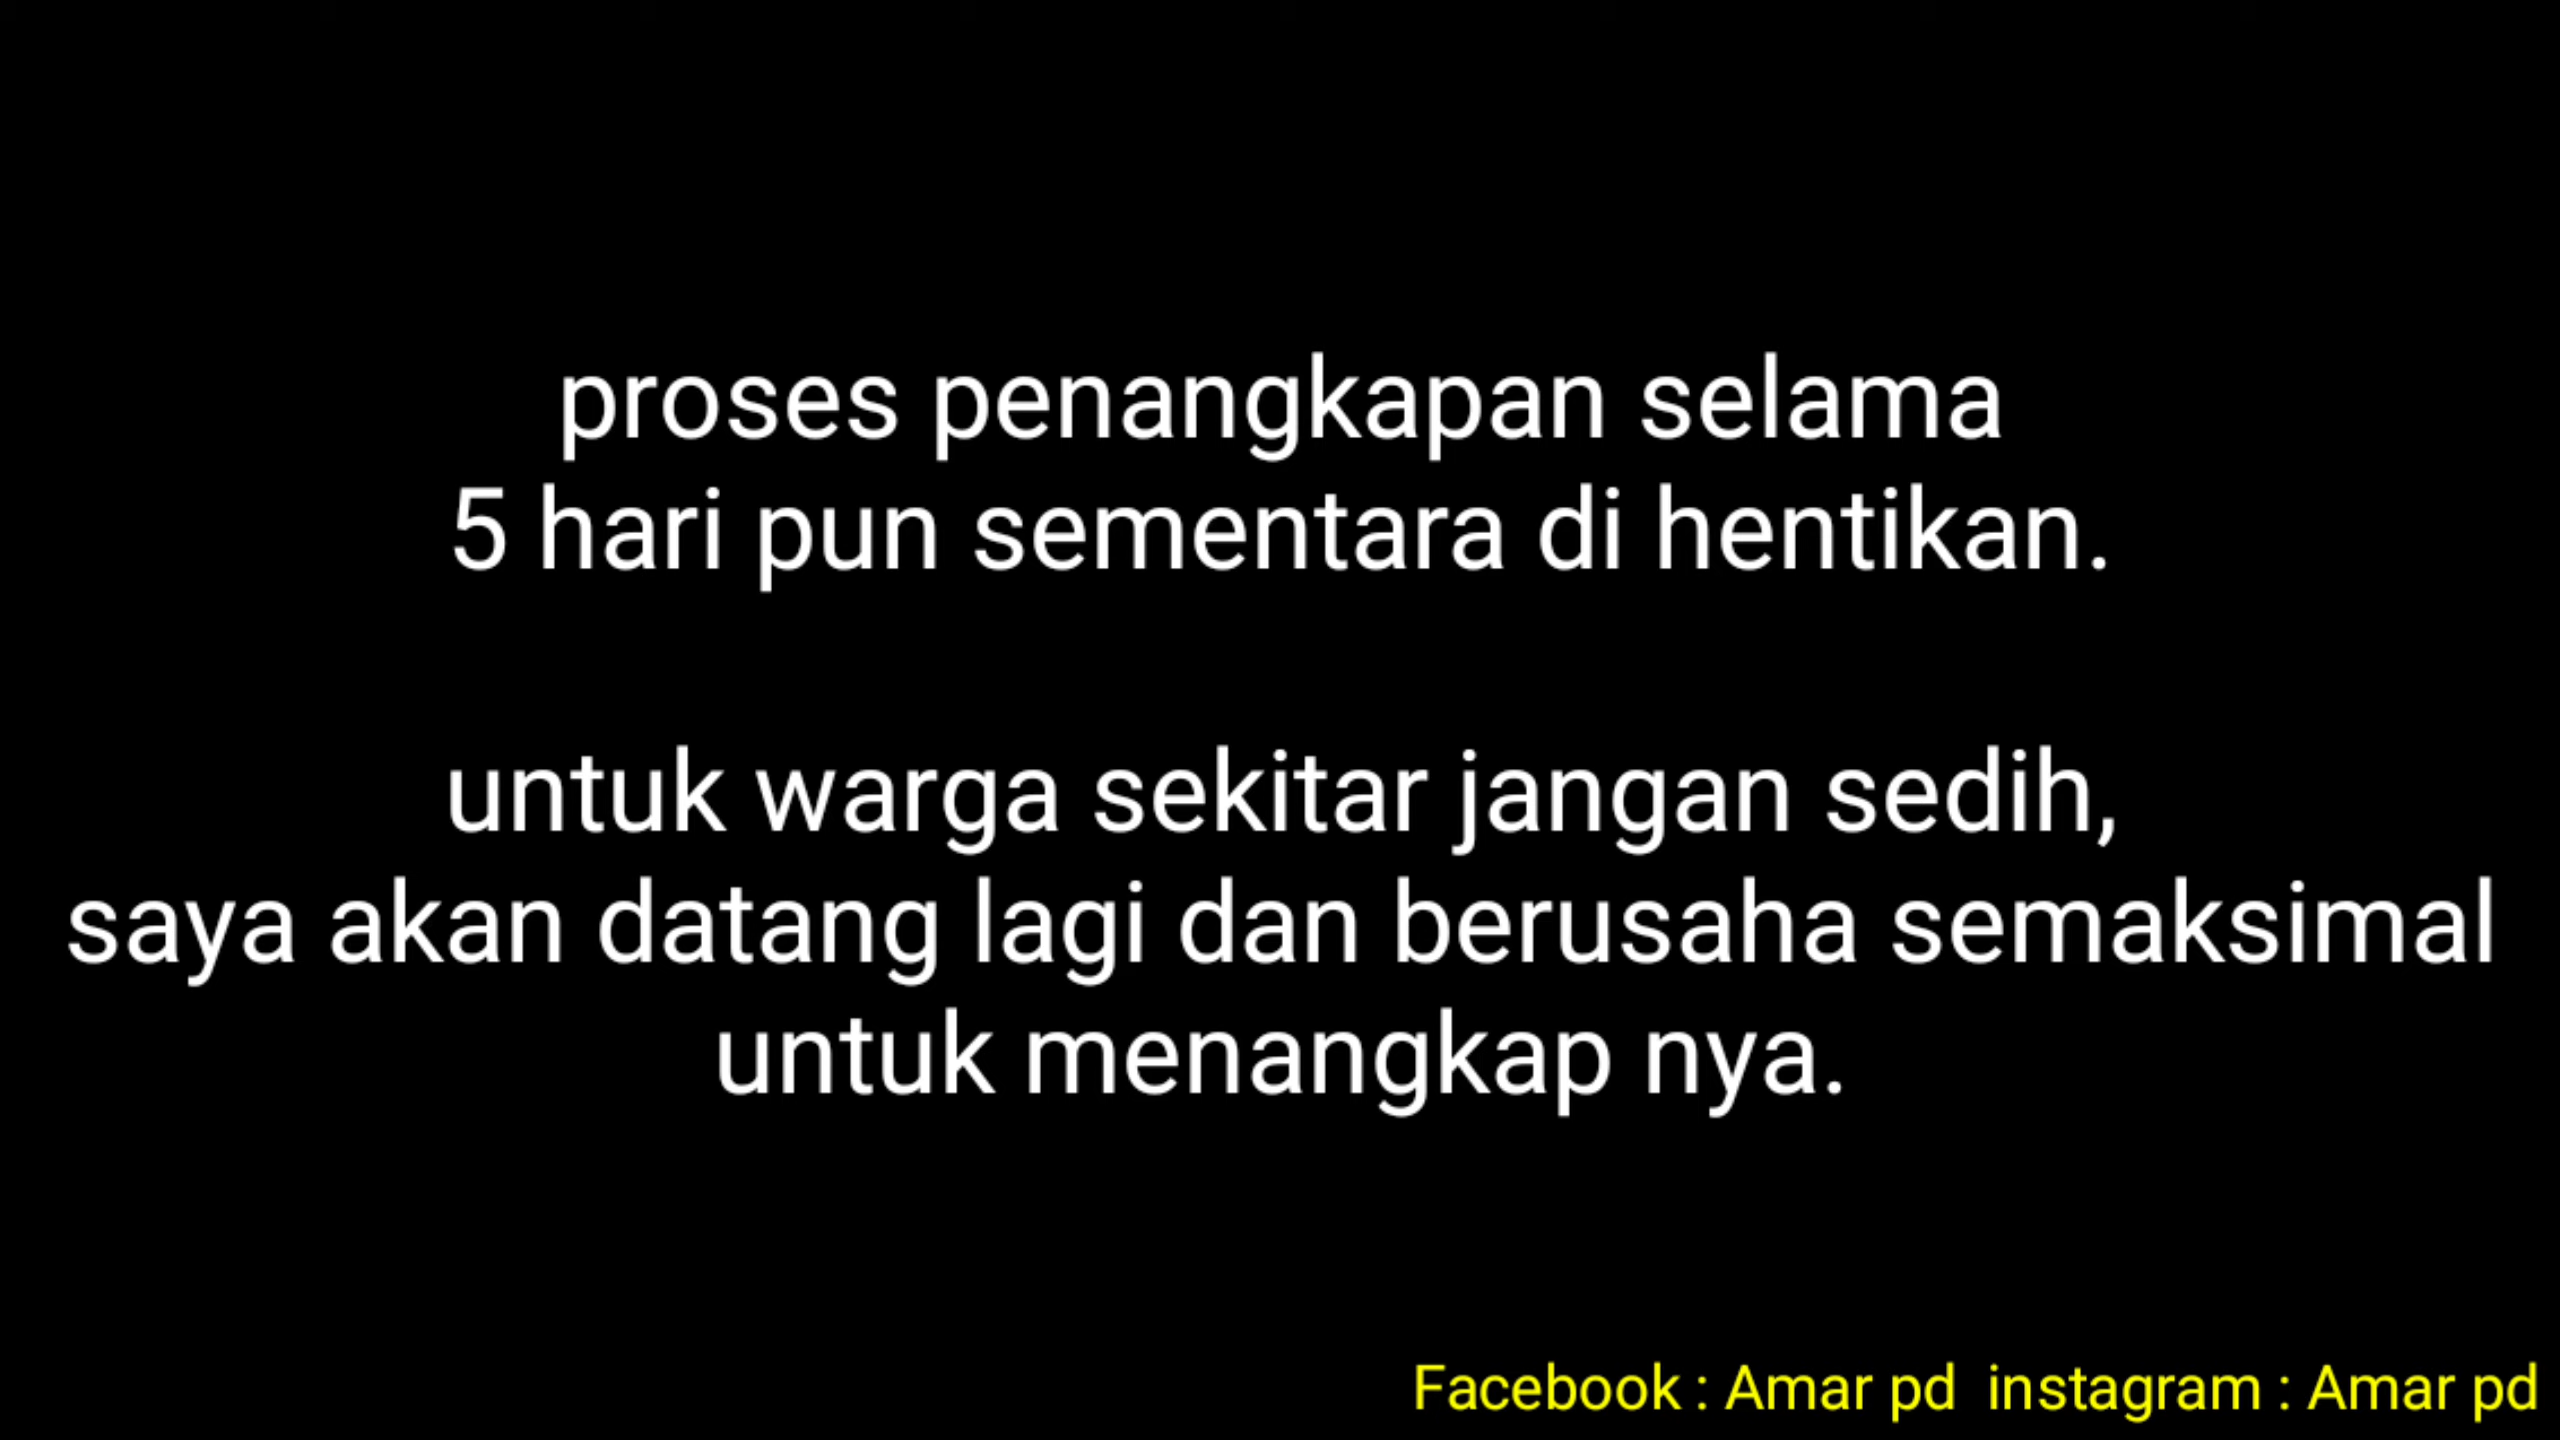 proses penangkapan selama
5 hari pun sementara di hentikan.
untuk warga sekitar jangan sedih,
saya akan datang lagi dan berusaha semaksimal
untuk menangkap nya.
Facebook : Amar pd  instagram : Amar pd